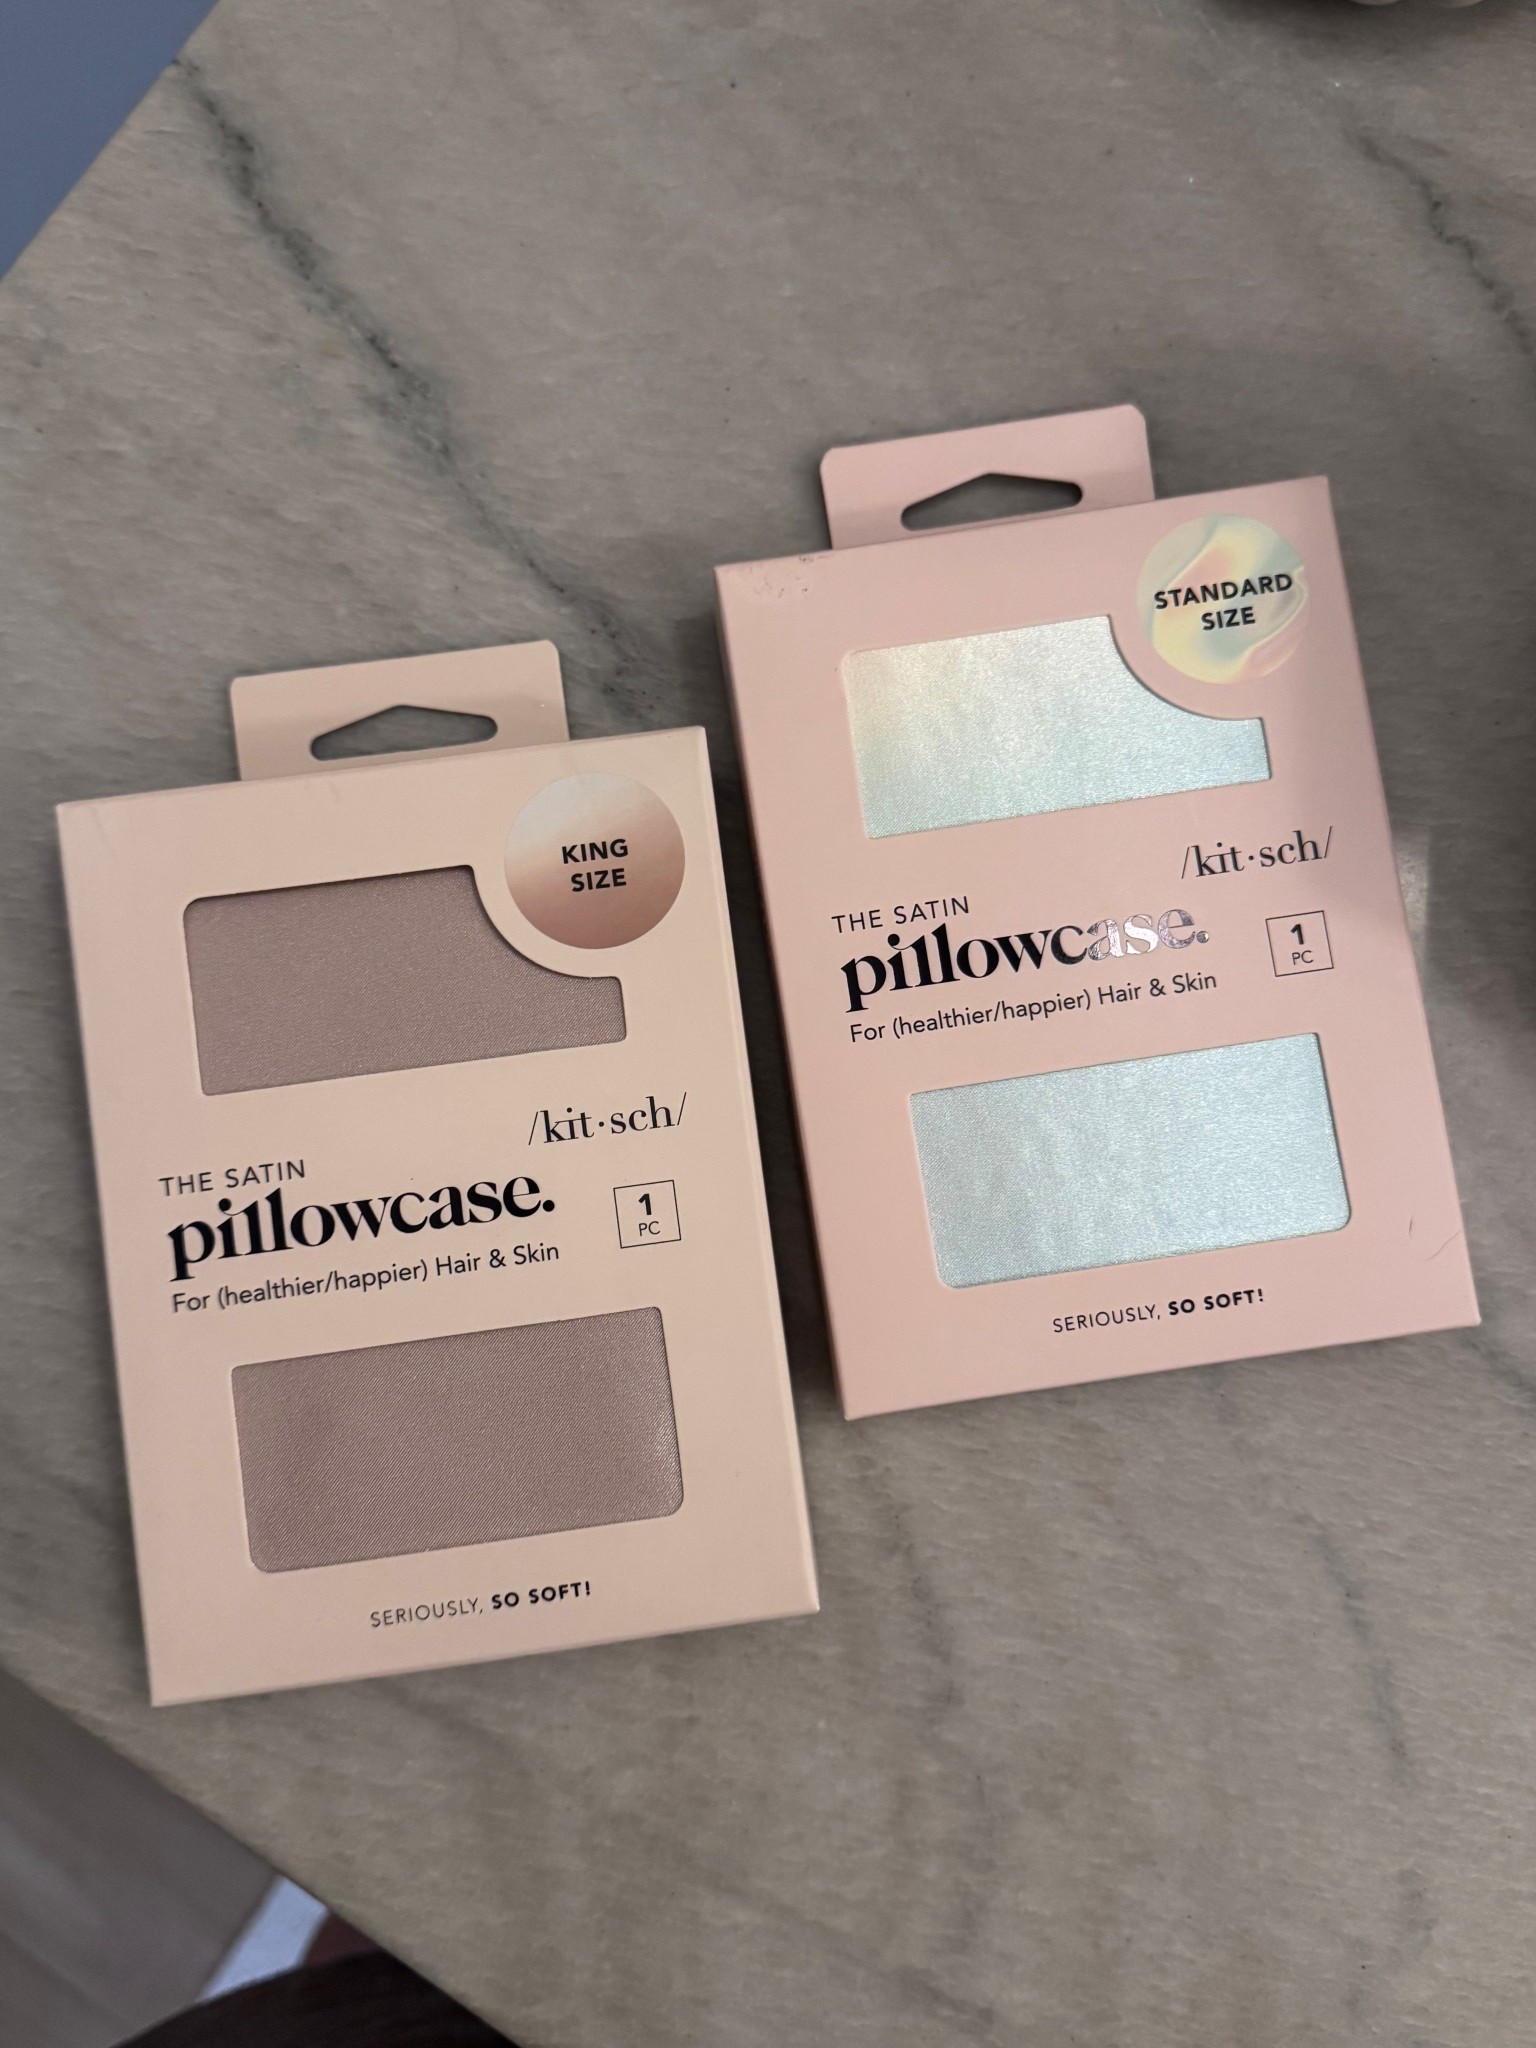 KING
SIZE
/kit·sch/
THE SATIN
pillowcase.
1
PC
For (healthier/happier) Hair & Skin
SERIOUSLY, SO SOFT!
STANDARD
SIZE
/kit·sch/
THE SATIN
pillowcase.
1
PC
For (healthier/happier) Hair & Skin
SERIOUSLY, SO SOFT!